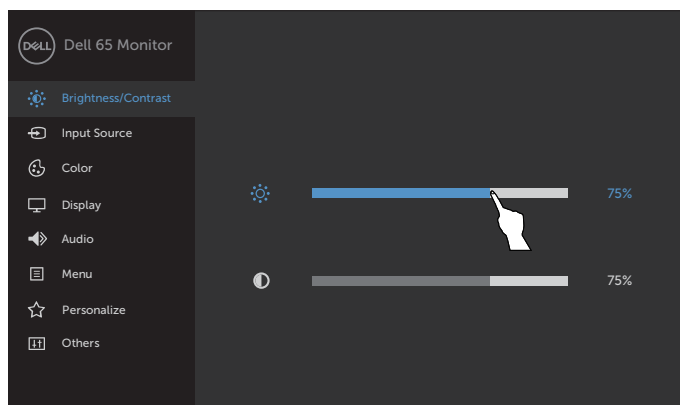 DELL
Dell 65 Monitor
Brightness/Contrast
Input Source
Color
Display
Audio
Menu
Personalize
Others
75%
75%